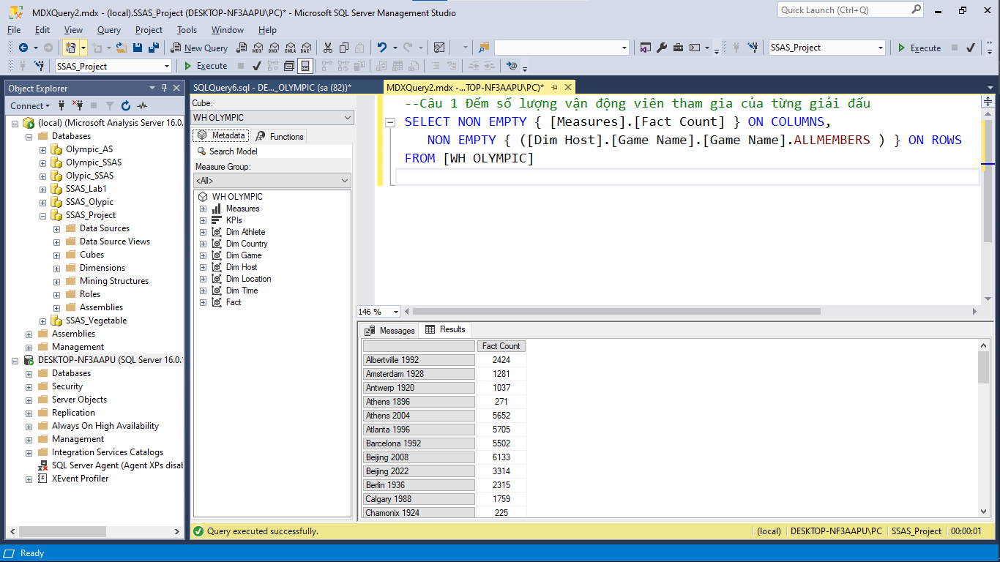 MDXQuery2.mdx - (local).SSAS_Project (DESKTOP-NF3AAPU\PC)* - Microsoft SQL Server Management Studio
Quick Launch (Ctrl+Q)
File Edit View Query Project Tools Window Help
New Query MDX DMX XMLA DAX SSAS_Project Execute
SSAS_Project Execute
Object Explorer
Connect
(local) (Microsoft Analysis Server 16.0.
Databases
Olympic_AS
Olympic_SSAS
Olypic_SSAS
SSAS_Lab1
SSAS_Olypic
SSAS_Project
Data Sources
Data Source Views
Cubes
Dimensions
Mining Structures
Roles
Assemblies
SSAS_Vegetable
Assemblies
Management
DESKTOP-NF3AAPU (SQL Server 16.0.
Databases
Security
Server Objects
Replication
Always On High Availability
Management
Integration Services Catalogs
SQL Server Agent (Agent XPs disab
XEvent Profiler
SQLQuery6.sql - DE..._OLYMPIC (sa (82))*
MDXQuery2.mdx -...TOP-NF3AAPU\PC)*
Cube:
WH OLYMPIC
Metadata Functions
Search Model
Measure Group:
<All>
WH OLYMPIC
Measures
KPIs
Dim Athlete
Dim Country
Dim Game
Dim Host
Dim Location
Dim Time
Fact
--Câu 1 Đếm số lượng vận động viên tham gia của từng giải đấu
SELECT NON EMPTY { [Measures].[Fact Count] } ON COLUMNS,
NON EMPTY { ([Dim Host].[Game Name].[Game Name].ALLMEMBERS ) } ON ROWS
FROM [WH OLYMPIC]
146 %
Messages Results
Fact Count
Albertville 1992 2424
Amsterdam 1928 1281
Antwerp 1920 1037
Athens 1896 271
Athens 2004 5652
Atlanta 1996 5705
Barcelona 1992 5502
Beijing 2008 6133
Beijing 2022 3314
Berlin 1936 2315
Calgary 1988 1759
Chamonix 1924 225
Query executed successfully.
(local) DESKTOP-NF3AAPU\PC SSAS_Project 00:00:01
Ready